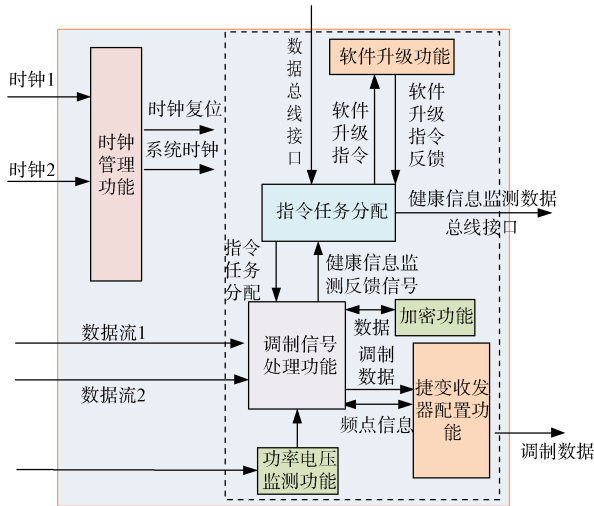 时钟1
时钟2
时钟
管理
功能
时钟复位
系统时钟
数据总线接口
软件升级功能
软件
升级
指令
软件
升级
指令
反馈
指令任务分配
健康信息监测数据
总线接口
指令
任务
分配
健康信息监
测反馈信号
数据流1
数据流2
调制信号
处理功能
数据
加密功能
调制
数据
频点信息
捷变收发
器配置功
能
调制数据
功率电压
监测功能